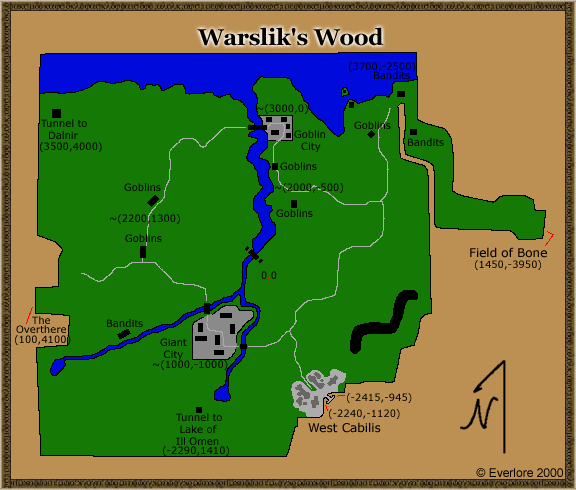 Warslik's Wood
(3700,-2500)
Bandits
~(3000,0)
Tunnel to
Dalnir
(3500,4000)
Goblins
Goblin
City
Bandits
Goblins
Goblins
~(2000,-500)
Goblins
~(2200,1300)
Goblins
Field of Bone
(1450,-3950)
0 0
The
Overthere
(100,4100)
Bandits
Giant
City
~(1000,-1000)
(-2415,-945)
(-2240,-1120)
West Cabilis
Tunnel to
Lake of
Ill Omen
(-2290,1410)
N
© Everlore 2000